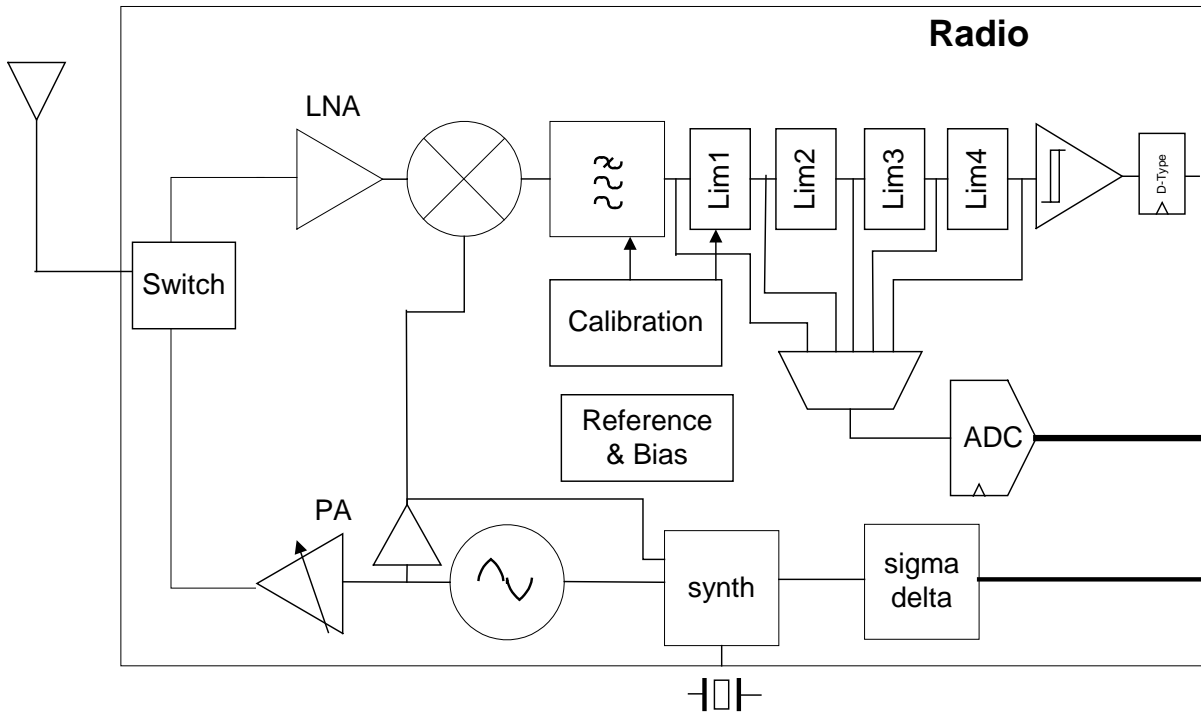 Radio
LNA
Lim1
Lim2
Lim3
Lim4
D-Type
Switch
Calibration
Reference
& Bias
ADC
PA
synth
sigma
delta